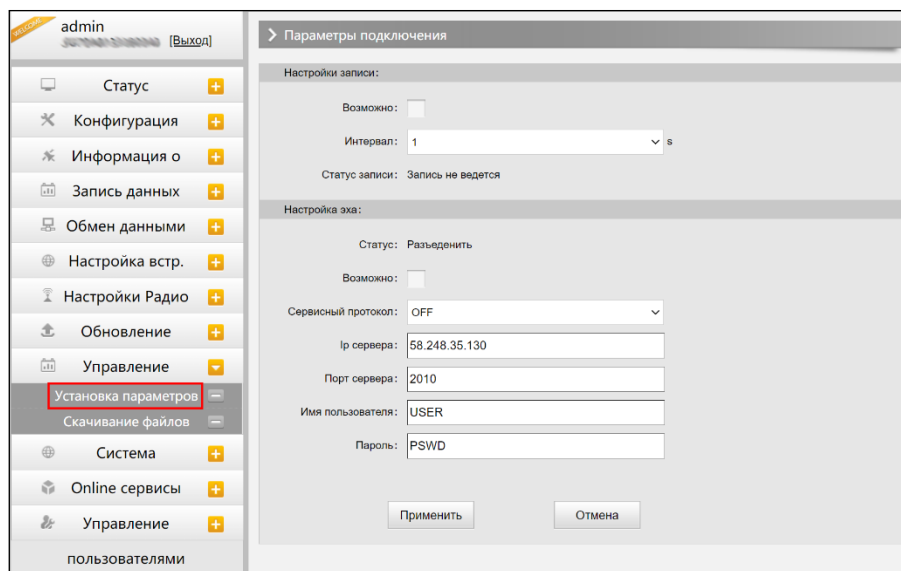 WELCOME
admin
[Выход]
Статус
Конфигурация
Информация о
Запись данных
Обмен данными
Настройка встр.
Настройки Радио
Обновление
Управление
Установка параметров
Скачивание файлов
Система
Online сервисы
Управление
пользователями
Параметры подключения
Настройки записи:
Возможно:
Интервал: 1 s
Статус записи: Запись не ведется
Настройка эха:
Статус: Разъеденить
Возможно:
Сервисный протокол: OFF
Ip сервера: 58.248.35.130
Порт сервера: 2010
Имя пользователя: USER
Пароль: PSWD
Применить Отмена